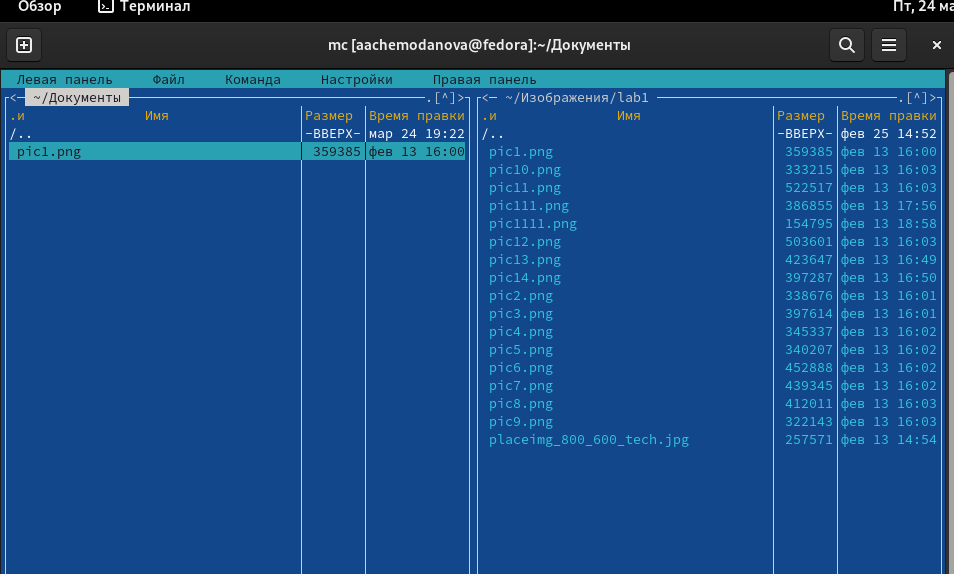 Обзор Терминал Пт, 24 ма
mc [aachemodanova@fedora]:~/Документы
Левая панель Файл Команда Настройки Правая панель
<─ ~/Документы .[^]>
.и Имя Размер Время правки
/.. -ВВЕРХ- мар 24 19:22
pic1.png 359385 фев 13 16:00
<─ ~/Изображения/lab1 .[^]>
.и Имя Размер Время правки
/.. -ВВЕРХ- фев 25 14:52
pic1.png 359385 фев 13 16:00
pic10.png 333215 фев 13 16:03
pic11.png 522517 фев 13 16:03
pic111.png 386855 фев 13 17:56
pic1111.png 154795 фев 13 18:58
pic12.png 503601 фев 13 16:03
pic13.png 423647 фев 13 16:49
pic14.png 397287 фев 13 16:50
pic2.png 338676 фев 13 16:01
pic3.png 397614 фев 13 16:01
pic4.png 345337 фев 13 16:02
pic5.png 340207 фев 13 16:02
pic6.png 452888 фев 13 16:02
pic7.png 439345 фев 13 16:02
pic8.png 412011 фев 13 16:03
pic9.png 322143 фев 13 16:03
placeimg_800_600_tech.jpg 257571 фев 13 14:54